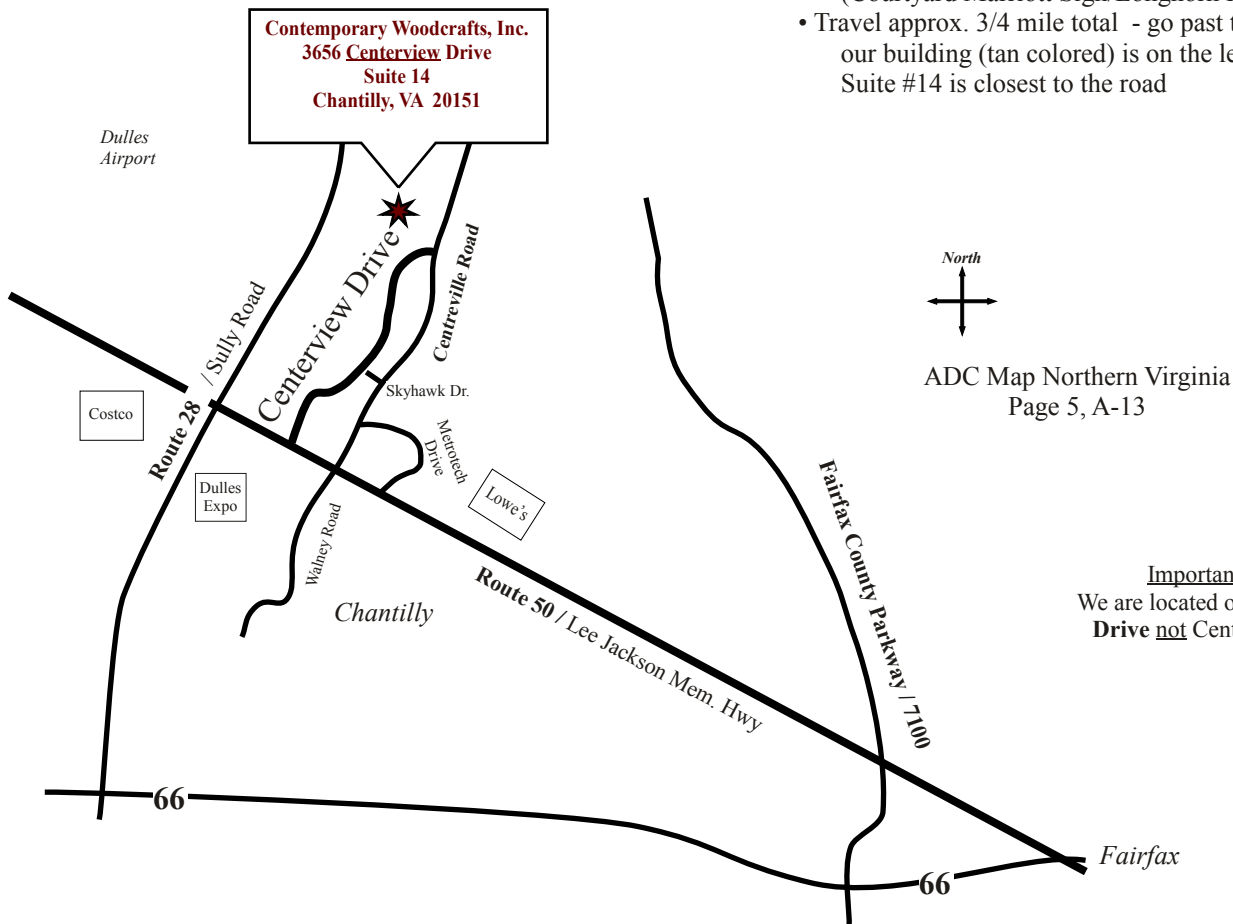 • Travel approx. 3/4 mile total - go past
our building (tan colored) is on the
Suite #14 is closest to the road
Contemporary Woodcrafts, Inc.
3656 Centerview Drive
Suite 14
Chantilly, VA 20151
Dulles
Airport
Route 28 / Sully Road
Centerview Drive
Centreville Road
Skyhawk Dr.
Metrotech
Drive
Costco
Dulles
Expo
Lowe's
Walney Road
Chantilly
Route 50 / Lee Jackson Mem. Hwy
Fairfax County Parkway / 7100
North
ADC Map Northern Virginia
Page 5, A-13
We are located
Drive not
66
66
Fairfax